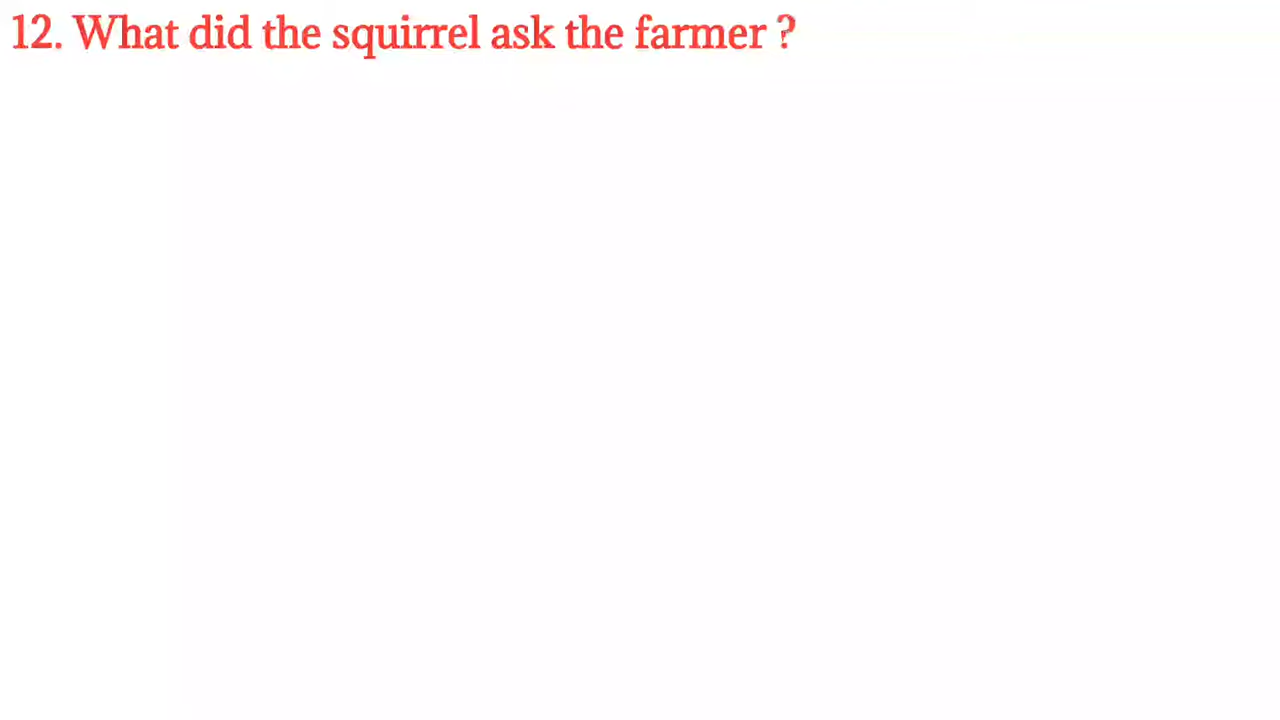 12. What did the squirrel ask the farmer ?